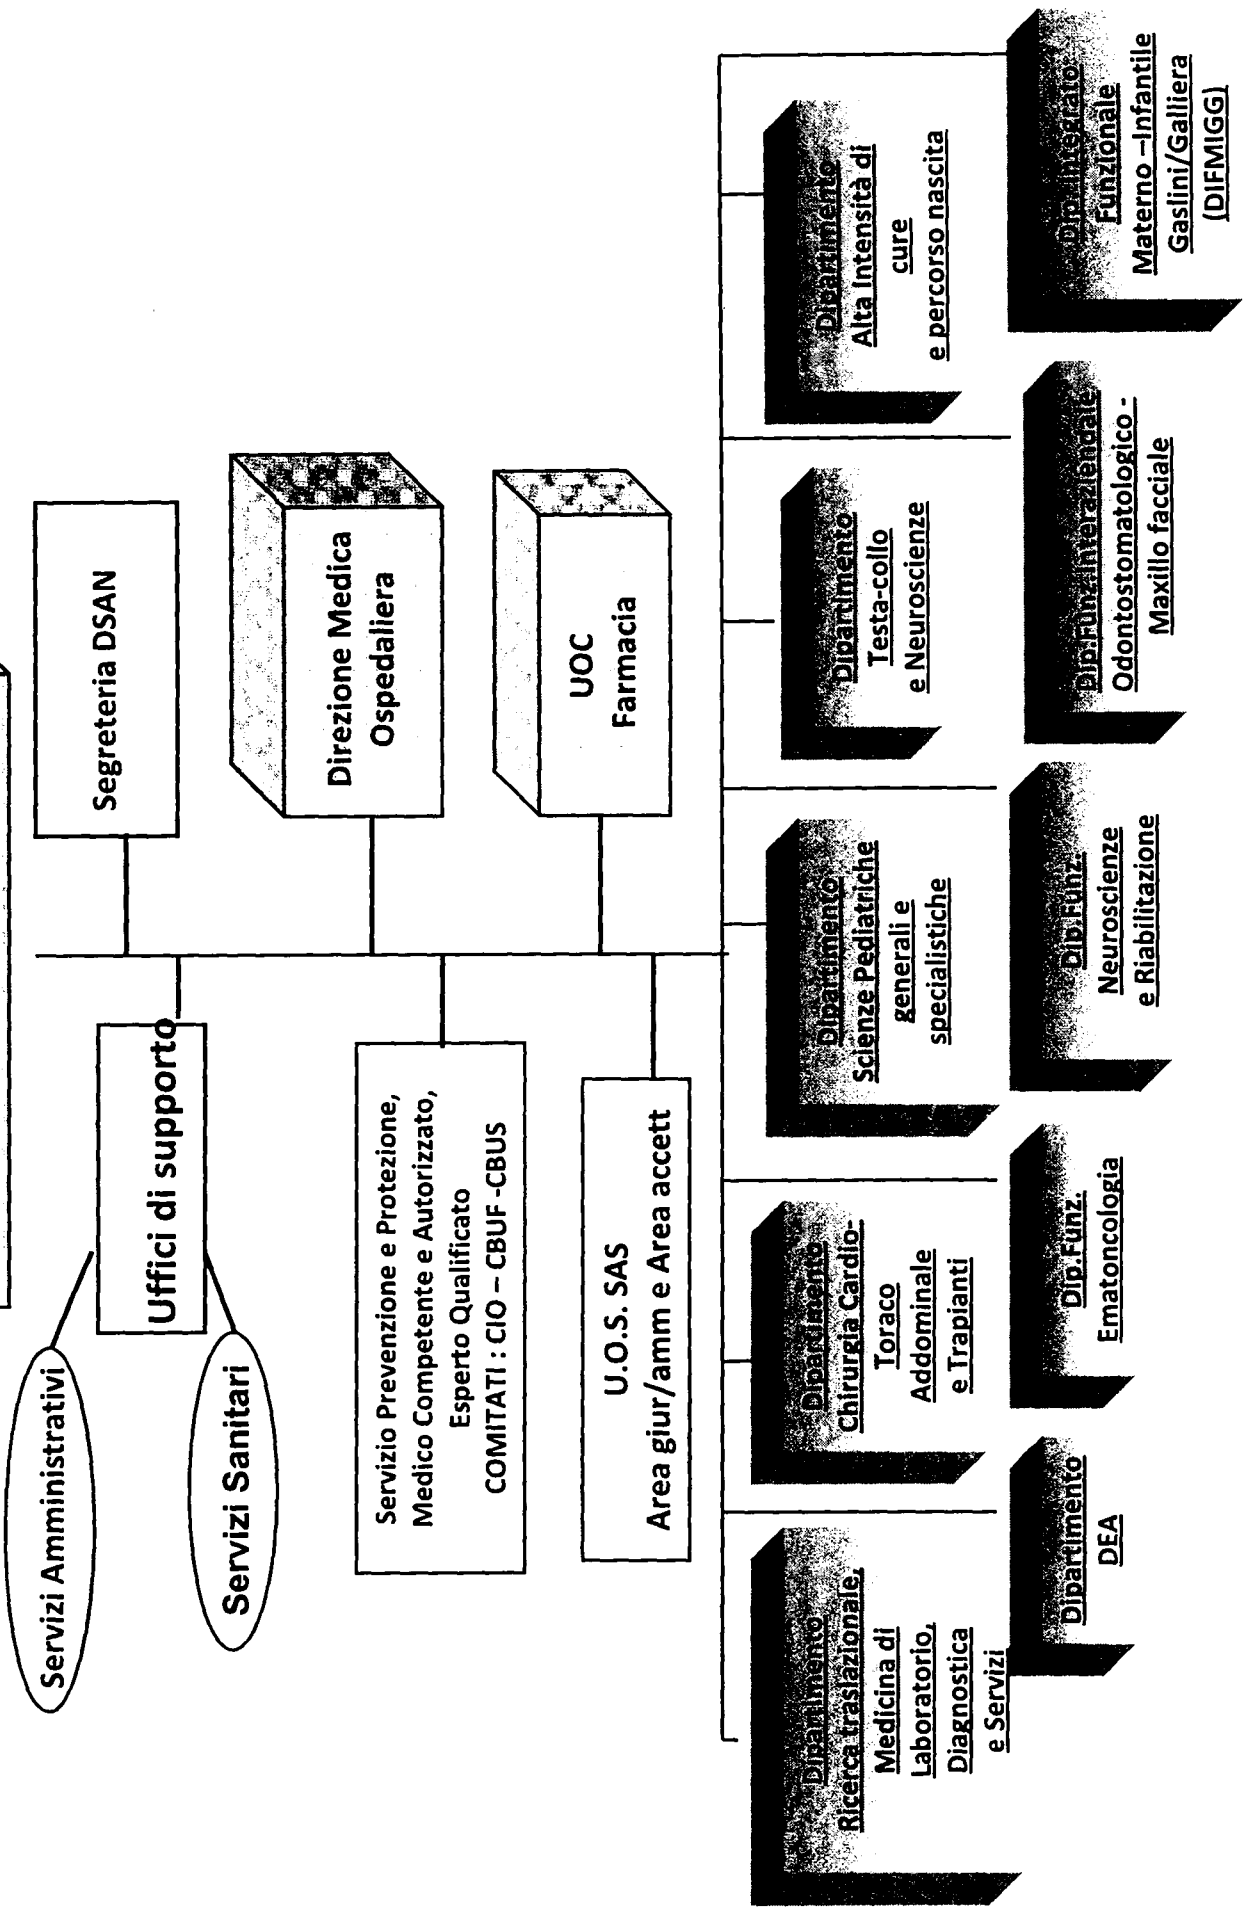 Servizi Amministrativi
Servizi Sanitari
Uffici di supporto
Segreteria DSAN
Servizio Prevenzione e Protezione,
Medico Competente e Autorizzato,
Esperto Qualificato
COMITATI : CIO – CBUF -CBUS
Direzione Medica
Ospedaliera
U.O.S. SAS
Area giur/amm e Area accett
UOC
Farmacia
Dipartimento
Ricerca traslazionale,
Medicina di
Laboratorio,
Diagnostica
e Servizi
Dipartimento
Chirurgia Cardio-
Toraco
Addominale
e Trapianti
Dipartimento
Scienze Pediatriche
generali e
specialistiche
Dipartimento
Testa-collo
e Neuroscienze
Dipartimento
Alta Intensità di
cure
e percorso nascita
Dipartimento
DEA
Dip.Funz.
Ematoncologia
Dip.Funz.
Neuroscienze
e Riabilitazione
Dip.Funz.Interaziendale
Odontostomatologico -
Maxillo facciale
Dip.Integrato
Funzionale
Materno –Infantile
Gaslini/Galliera
(DIFMIGG)